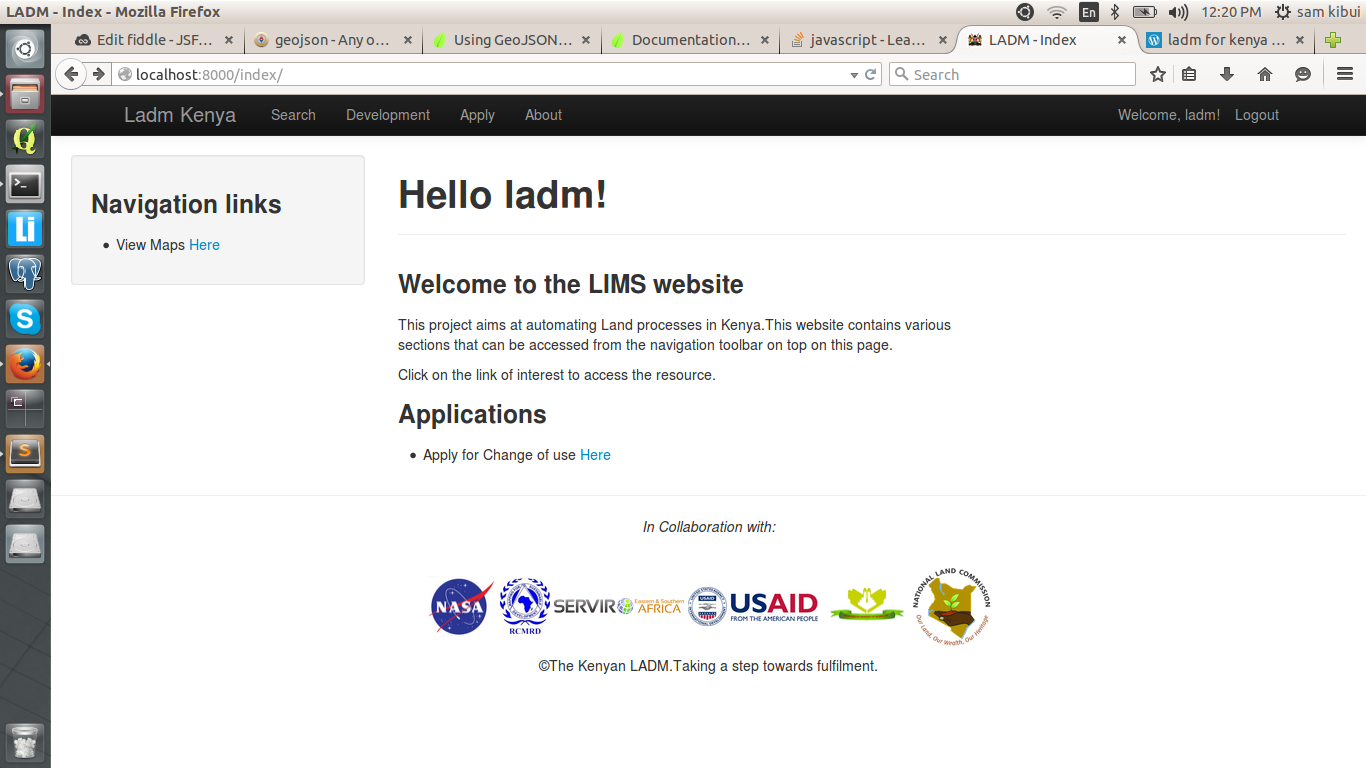 LADM - Index - Mozilla Firefox
En
12:20 PM
sam kibui
Edit fiddle - JSF...
geojson - Any o...
Using GeoJSON...
Documentation...
javascript - Lea...
LADM - Index
ladm for kenya ...
localhost:8000/index/
Search
Ladm Kenya
Search
Development
Apply
About
Welcome, ladm!
Logout
Navigation links
View Maps Here
Hello ladm!
Welcome to the LIMS website
This project aims at automating Land processes in Kenya.This website contains various
sections that can be accessed from the navigation toolbar on top on this page.
Click on the link of interest to access the resource.
Applications
Apply for Change of use Here
In Collaboration with:
NASA
RCMRD
SERVIR
Eastern & Southern
AFRICA
USAID
FROM THE AMERICAN PEOPLE
NATIONAL LAND COMMISSION
Our Land, Our Wealth, Our Heritage
©The Kenyan LADM.Taking a step towards fulfilment.